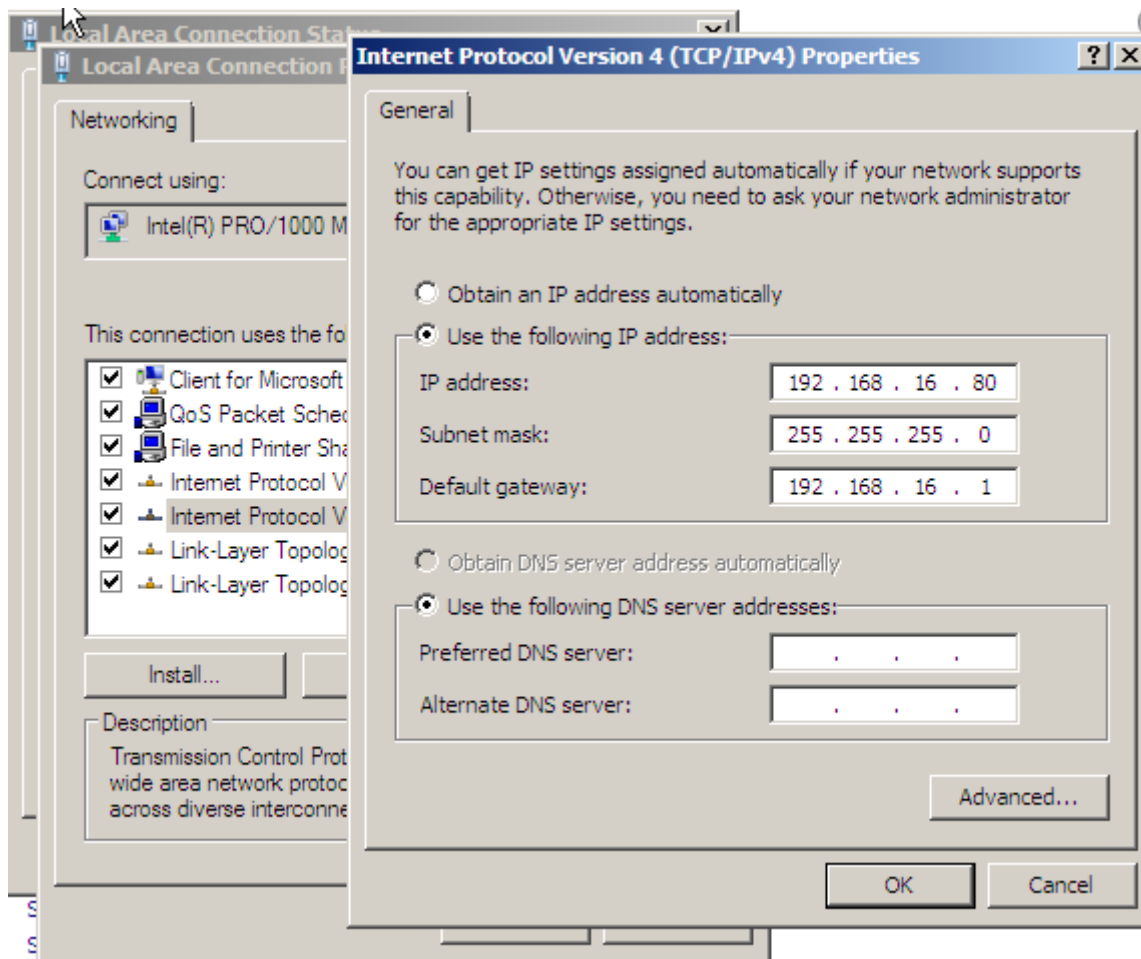 Local Area Connection Status
Local Area Connection P
Internet Protocol Version 4 (TCP/IPv4) Properties
Networking
Connect using:
Intel(R) PRO/1000 M
This connection uses the fo
Client for Microsoft
QoS Packet Sched
File and Printer Sha
Internet Protocol V
Internet Protocol V
Link-Layer Topolog
Link-Layer Topolog
Install...
Description
Transmission Control Prot
wide area network protoc
across diverse interconne
General
You can get IP settings assigned automatically if your network supports
this capability. Otherwise, you need to ask your network administrator
for the appropriate IP settings.
Obtain an IP address automatically
Use the following IP address:
IP address: 192 . 168 . 16 . 80
Subnet mask: 255 . 255 . 255 . 0
Default gateway: 192 . 168 . 16 . 1
Obtain DNS server address automatically
Use the following DNS server addresses:
Preferred DNS server: . . .
Alternate DNS server: . . .
Advanced...
OK Cancel
S
S